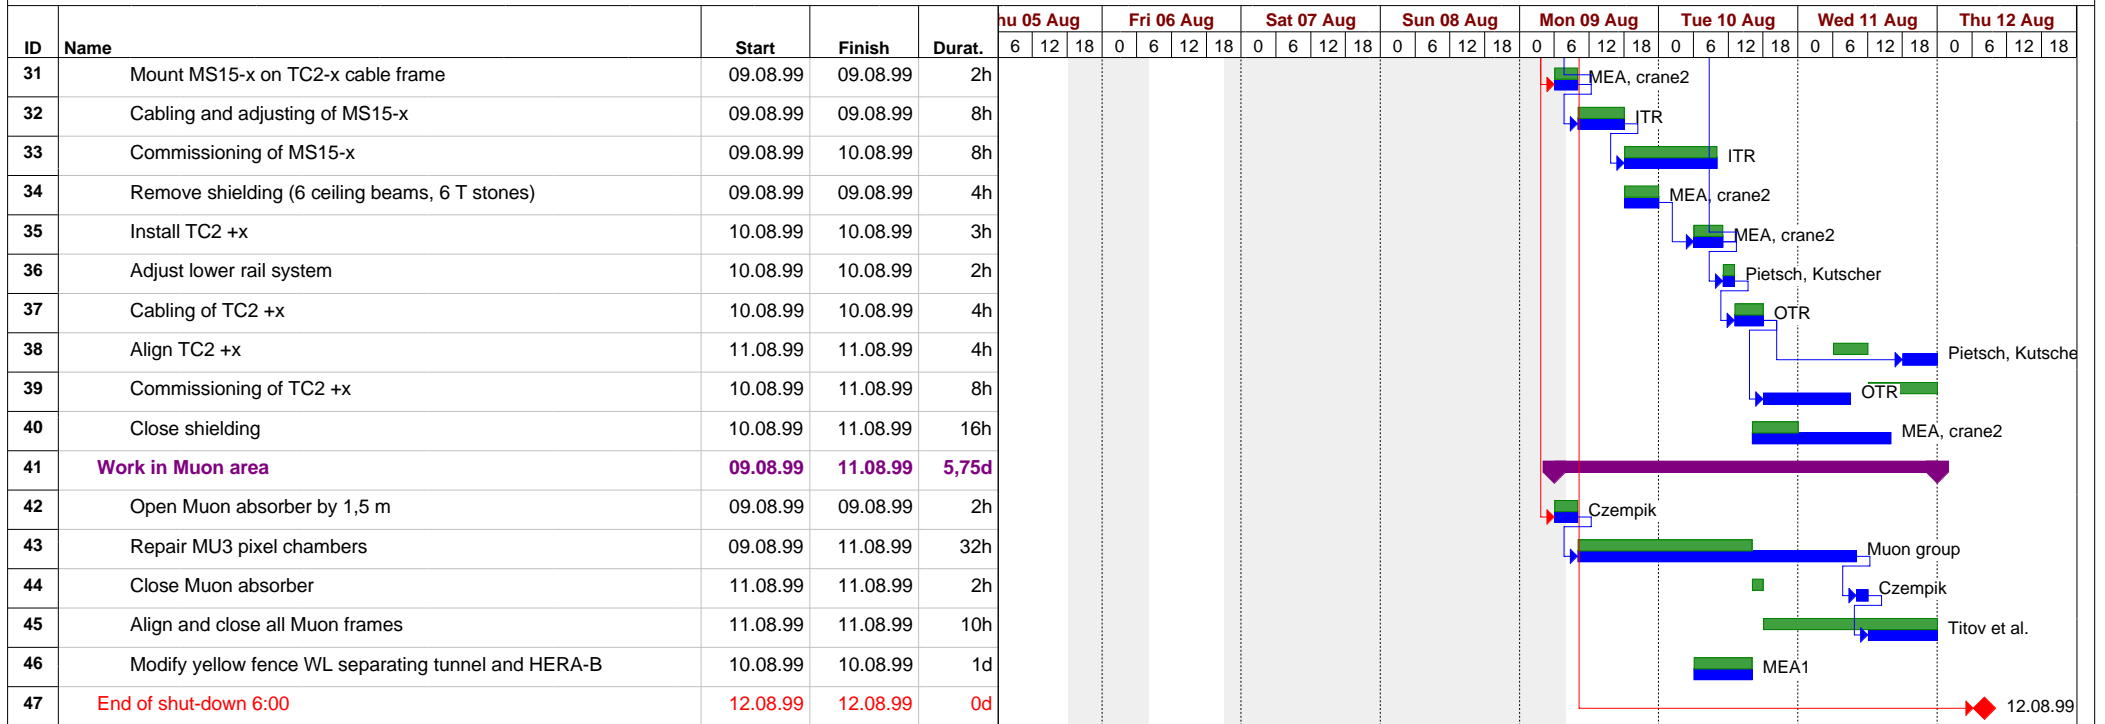 hu 05 Aug Fri 06 Aug Sat 07 Aug Sun 08 Aug Mon 09 Aug Tue 10 Aug Wed 11 Aug Thu 12 Aug
ID Name Start Finish Durat. 6 12 18 0 6 12 18 0 6 12 18 0 6 12 18 0 6 12 18 0 6 12 18 0 6 12 18 0 6 12 18
31 Mount MS15-x on TC2-x cable frame 09.08.99 09.08.99 2h MEA, crane2
32 Cabling and adjusting of MS15-x 09.08.99 09.08.99 8h ITR
33 Commissioning of MS15-x 09.08.99 10.08.99 8h ITR
34 Remove shielding (6 ceiling beams, 6 T stones) 09.08.99 09.08.99 4h MEA, crane2
35 Install TC2 +x 10.08.99 10.08.99 3h MEA, crane2
36 Adjust lower rail system 10.08.99 10.08.99 2h Pietsch, Kutscher
37 Cabling of TC2 +x 10.08.99 10.08.99 4h OTR
38 Align TC2 +x 11.08.99 11.08.99 4h Pietsch, Kutsche
39 Commissioning of TC2 +x 10.08.99 11.08.99 8h OTR
40 Close shielding 10.08.99 11.08.99 16h MEA, crane2
41 Work in Muon area 09.08.99 11.08.99 5,75d
42 Open Muon absorber by 1,5 m 09.08.99 09.08.99 2h Czempik
43 Repair MU3 pixel chambers 09.08.99 11.08.99 32h Muon group
44 Close Muon absorber 11.08.99 11.08.99 2h Czempik
45 Align and close all Muon frames 11.08.99 11.08.99 10h Titov et al.
46 Modify yellow fence WL separating tunnel and HERA-B 10.08.99 10.08.99 1d MEA1
47 End of shut-down 6:00 12.08.99 12.08.99 0d 12.08.99